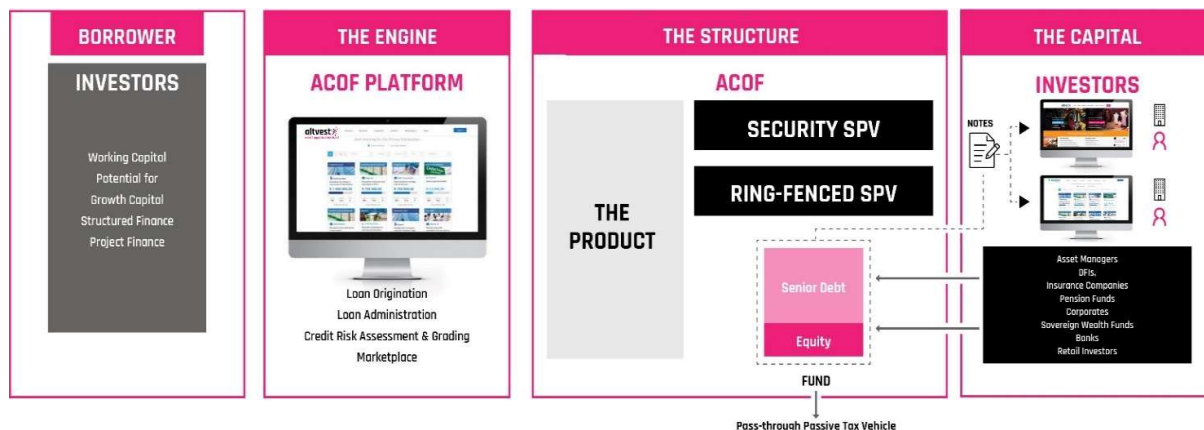 BORROWER
INVESTORS
Working Capital
Potential for
Growth Capital
Structured Finance
Project Finance
THE ENGINE
ACOF PLATFORM
altvest
Loan Origination
Loan Administration
Credit Risk Assessment & Grading
Marketplace
THE STRUCTURE
ACOF
THE
PRODUCT
SECURITY SPV
RING-FENCED SPV
Senior Debt
Equity
FUND
Pass-through Passive Tax Vehicle
THE CAPITAL
INVESTORS
NOTES
Asset Managers
DFIs,
Insurance Companies
Pension Funds
Corporates
Sovereign Wealth Funds
Banks
Retail Investors